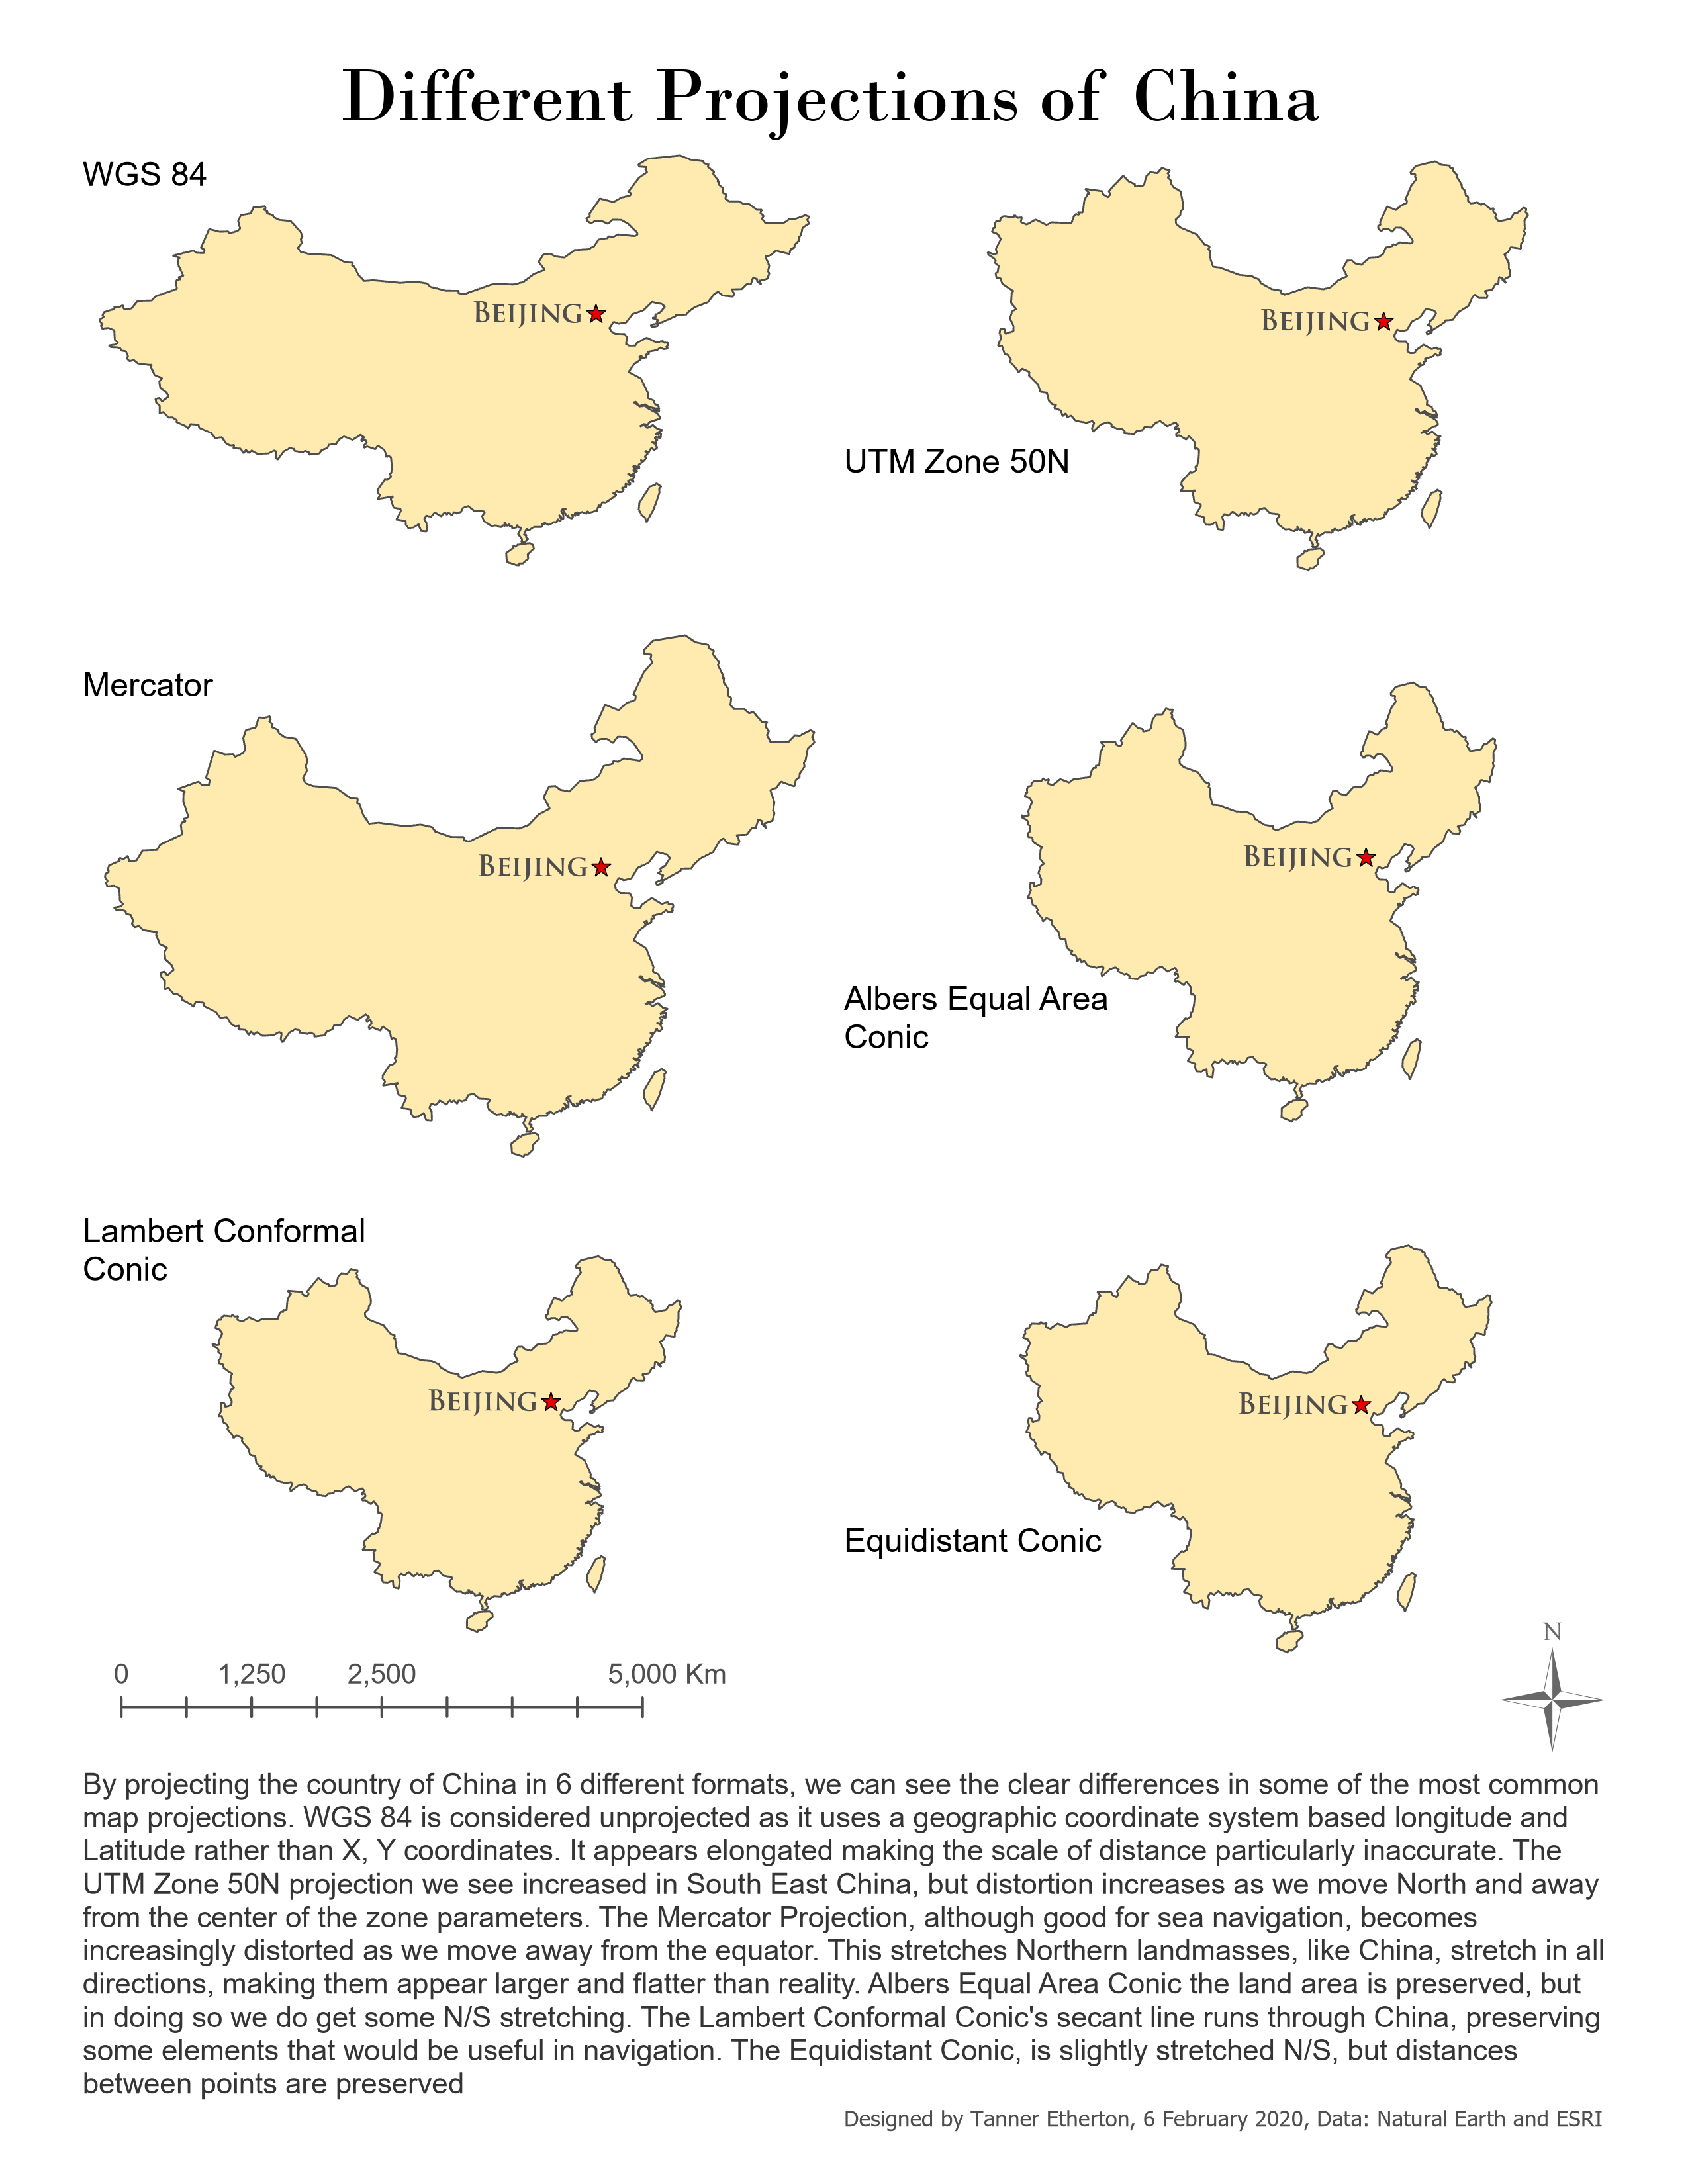 Different Projections of China
WGS 84
BEIJING
BEIJING
UTM Zone 50N
Mercator
BEIJING
BEIJING
Albers Equal Area
Conic
Lambert Conformal
Conic
BEIJING
BEIJING
Equidistant Conic
N
0 1,250 2,500 5,000 Km
By projecting the country of China in 6 different formats, we can see the clear differences in some of the most common
map projections. WGS 84 is considered unprojected as it uses a geographic coordinate system based longitude and
Latitude rather than X, Y coordinates. It appears elongated making the scale of distance particularly inaccurate. The
UTM Zone 50N projection we see increased in South East China, but distortion increases as we move North and away
from the center of the zone parameters. The Mercator Projection, although good for sea navigation, becomes
increasingly distorted as we move away from the equator. This stretches Northern landmasses, like China, stretch in all
directions, making them appear larger and flatter than reality. Albers Equal Area Conic the land area is preserved, but
in doing so we do get some N/S stretching. The Lambert Conformal Conic's secant line runs through China, preserving
some elements that would be useful in navigation. The Equidistant Conic, is slightly stretched N/S, but distances
between points are preserved
Designed by Tanner Etherton, 6 February 2020, Data: Natural Earth and ESRI